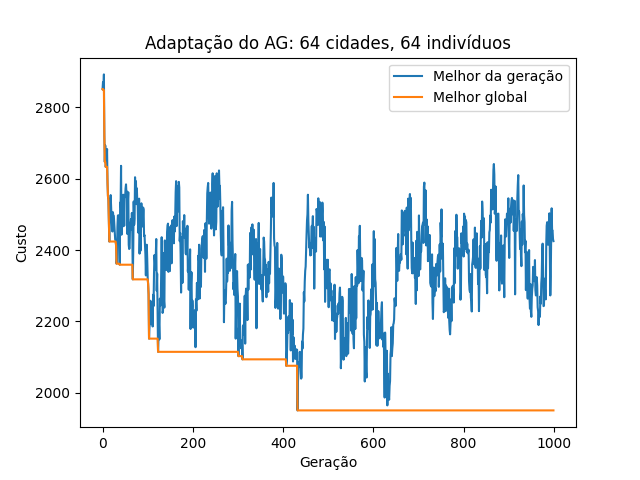 Adaptação do AG: 64 cidades, 64 indivíduos
Melhor da geração
Melhor global
Custo
2800
2600
2400
2200
2000
0 200 400 600 800 1000
Geração